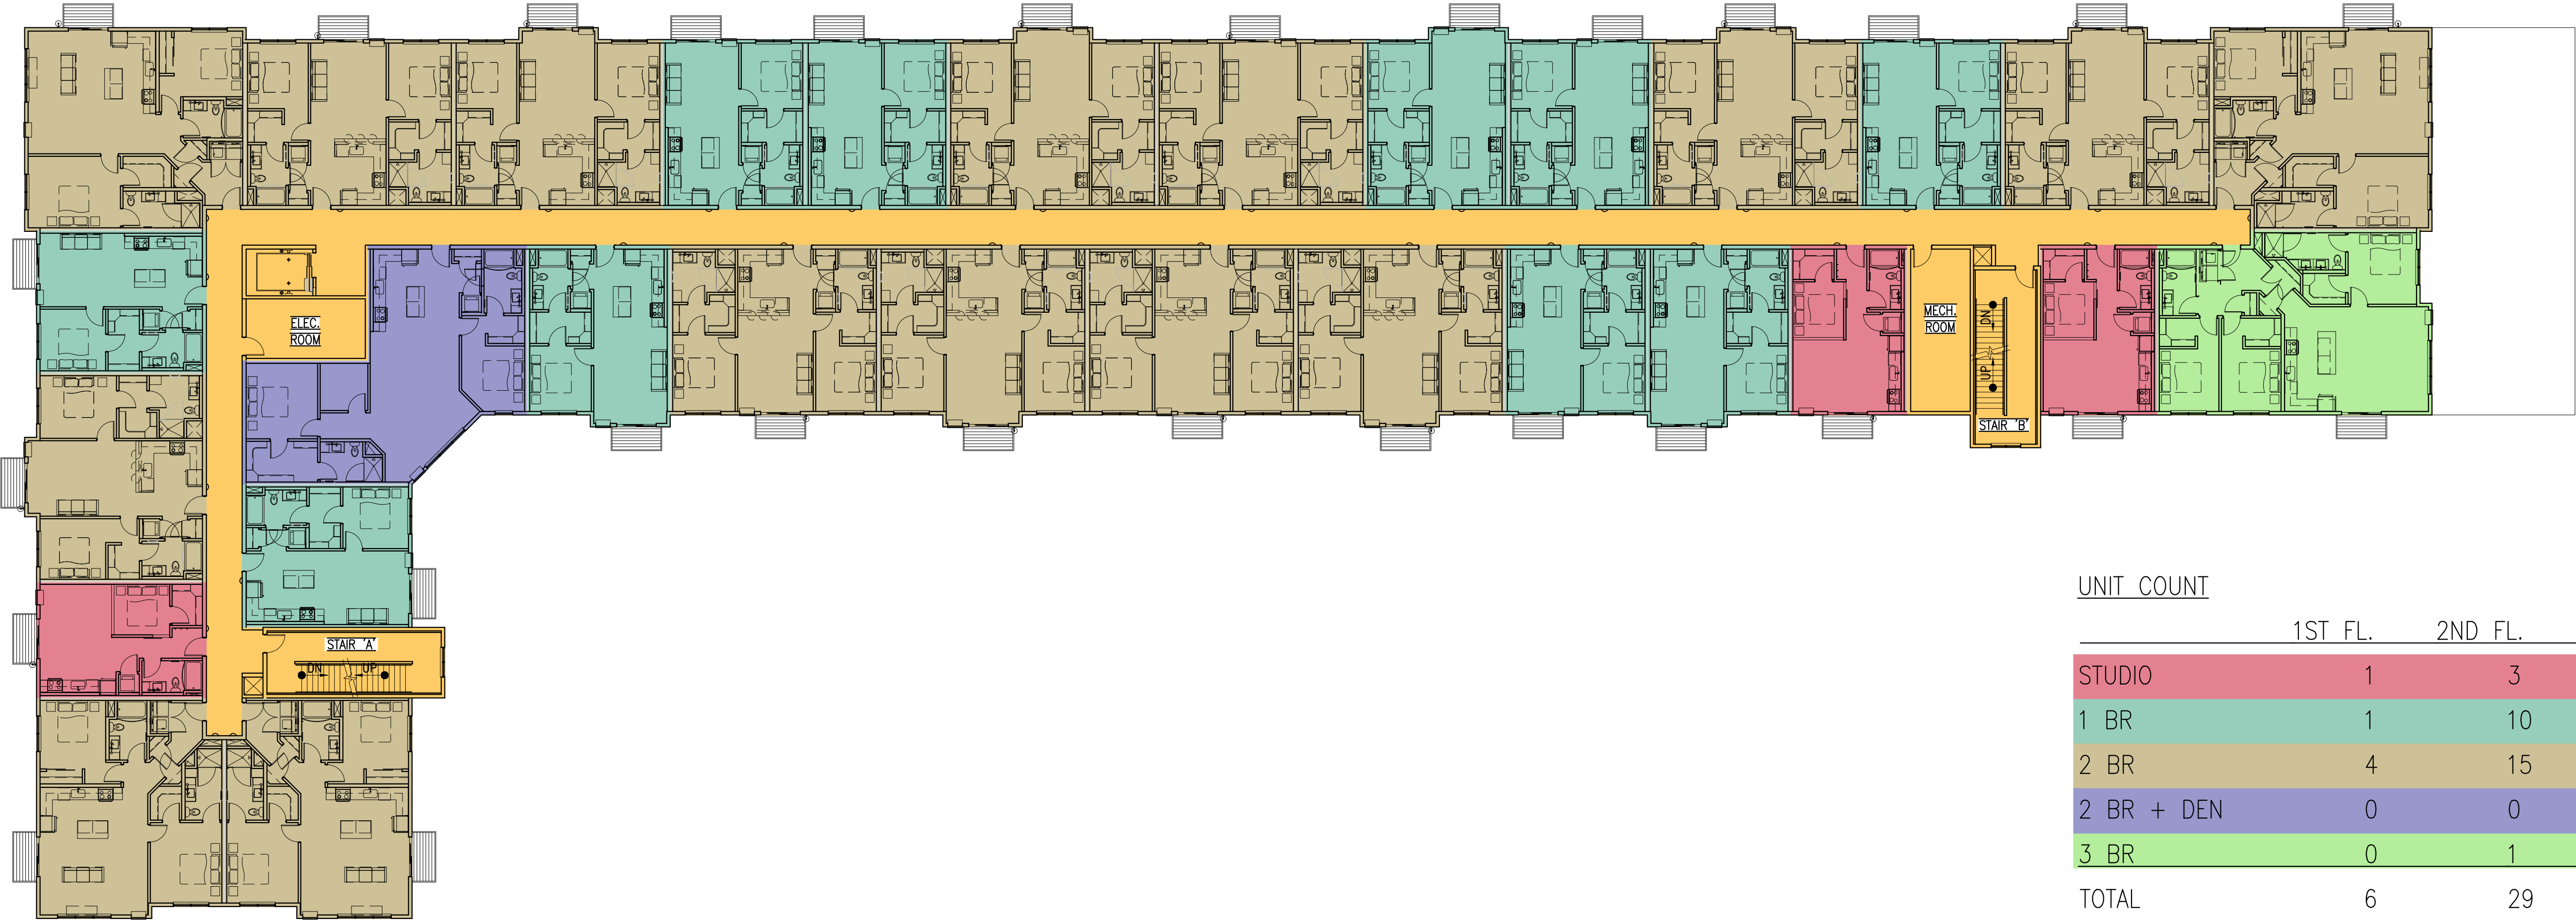 ELEC.
ROOM
MECH.
ROOM
DN
UP
STAIR 'B'
STAIR 'A'
DN UP
UNIT COUNT
1ST FL. 2ND FL.
STUDIO 1 3
1 BR 1 10
2 BR 4 15
2 BR + DEN 0 0
3 BR 0 1
TOTAL 6 29